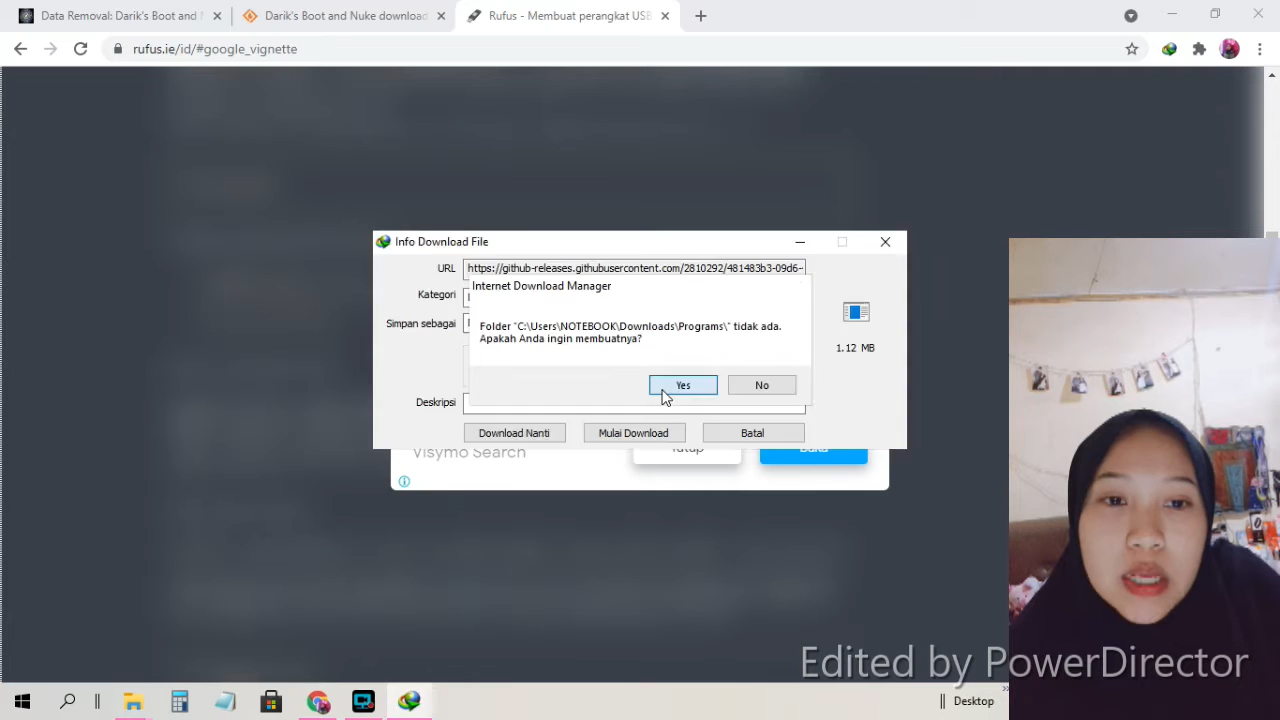 Data Removal: Darik's Boot and N
Darik's Boot and Nuke download
Rufus - Membuat perangkat USB
rufus.ie/id/#google_vignette
Info Download File
URL
https://github-releases.githubusercontent.com/2810292/481483b3-09d6-
Internet Download Manager
Kategori
Simpan sebagai
Folder "C:\Users\NOTEBOOK\Downloads\Programs\" tidak ada.
Apakah Anda ingin membuatnya?
1.12 MB
Yes
No
Deskripsi
Download Nanti
Mulai Download
Batal
Visymo Search
Tutup
Buka
Edited by PowerDirector
Desktop